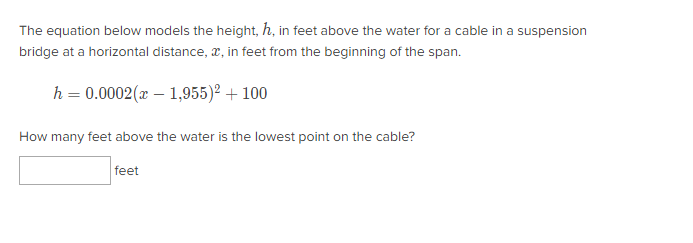 The equation below models the height, h, in feet above the water for a cable in a suspension
bridge at a horizontal distance, x, in feet from the beginning of the span.
h = 0.0002(x − 1,955)² + 100
How many feet above the water is the lowest point on the cable?
feet